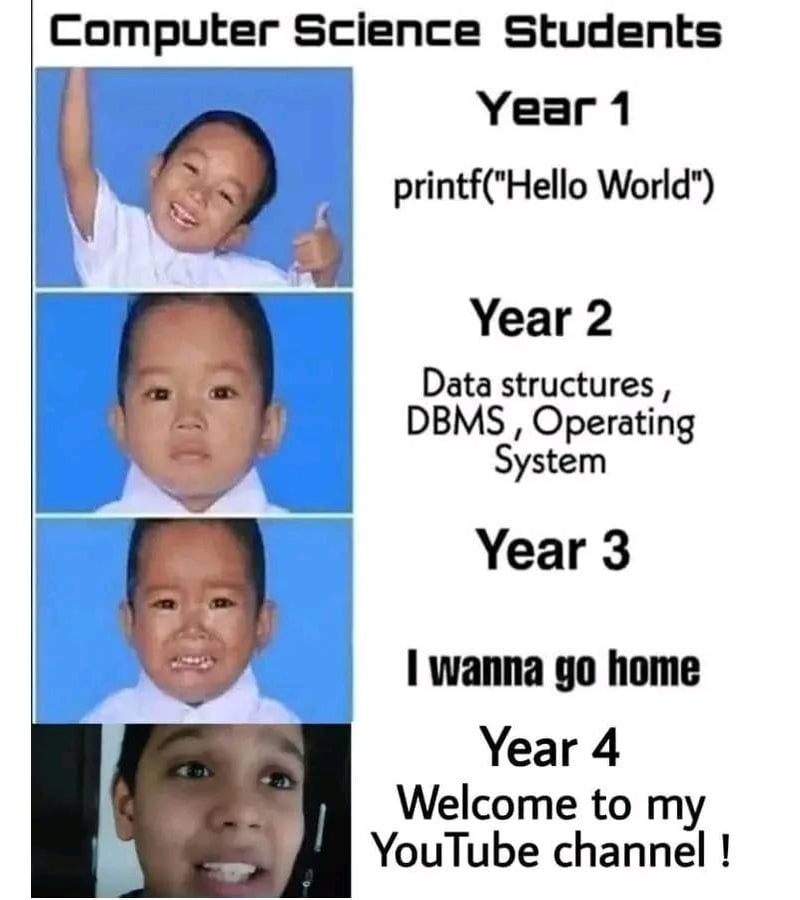 Computer Science Students
Year 1
printf("Hello World")
Year 2
Data structures ,
DBMS , Operating
System
Year 3
I wanna go home
Year 4
Welcome to my
YouTube channel !